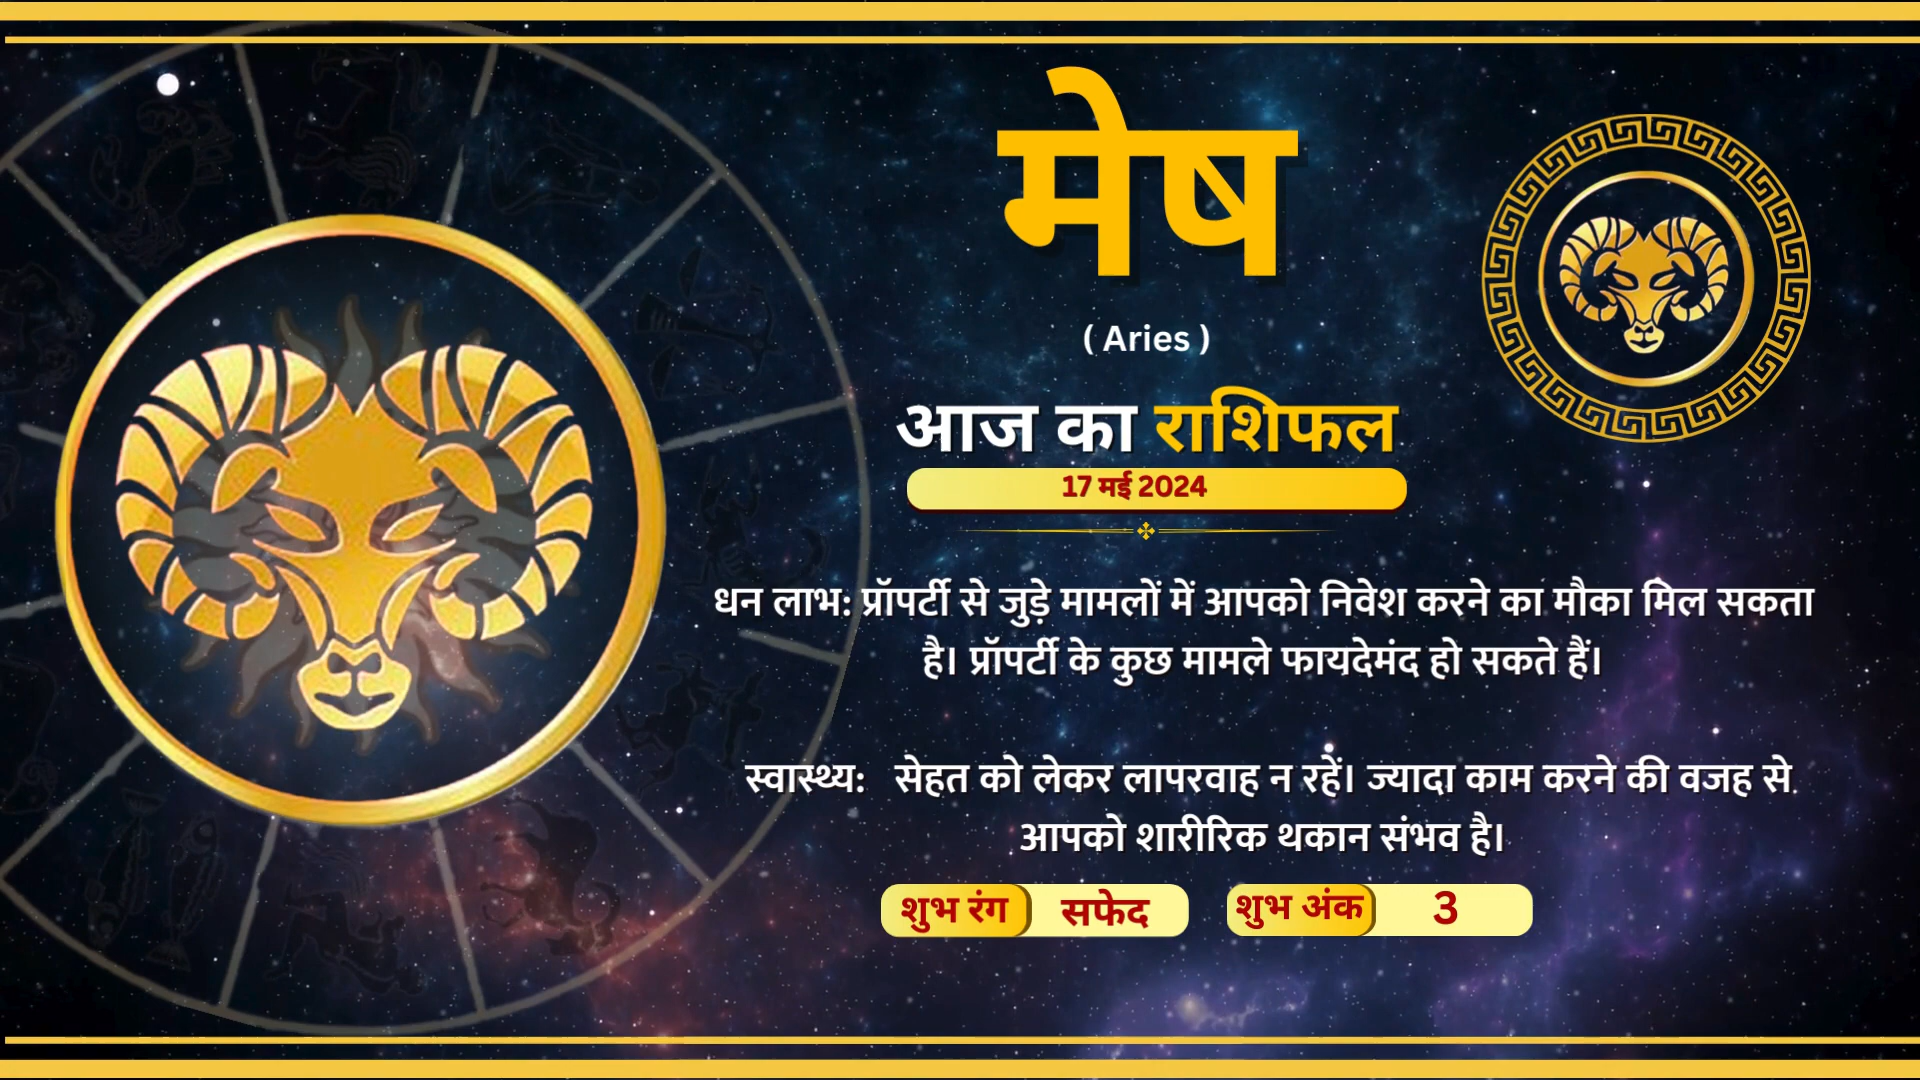 मेष
( Aries )
आज का राशिफल
17 मई 2024
धन लाभ: प्रॉपर्टी से जुड़े मामलों में आपको निवेश करने का मौका मिल सकता
है। प्रॉपर्टी के कुछ मामले फायदेमंद हो सकते हैं।
स्वास्थ्य: सेहत को लेकर लापरवाह न रहें। ज्यादा काम करने की वजह से
आपको शारीरिक थकान संभव है।
शुभ रंग सफेद शुभ अंक 3